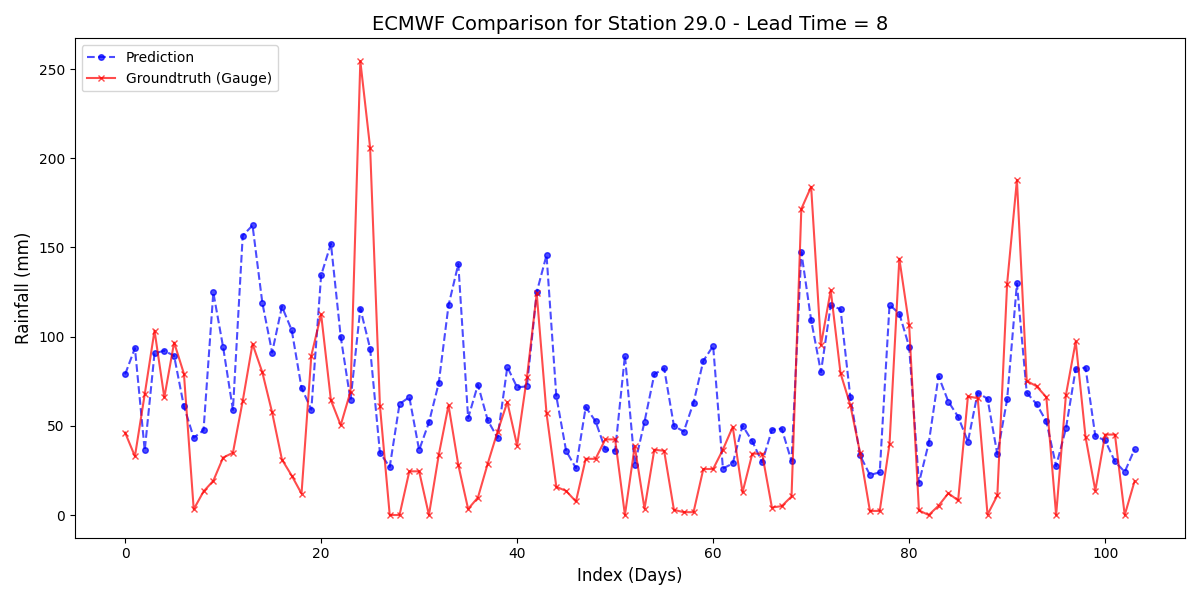 ECMWF Comparison for Station 29.0 - Lead Time = 8
Prediction
Groundtruth (Gauge)
Rainfall (mm)
250
200
150
100
50
0
0 20 40 60 80 100
Index (Days)